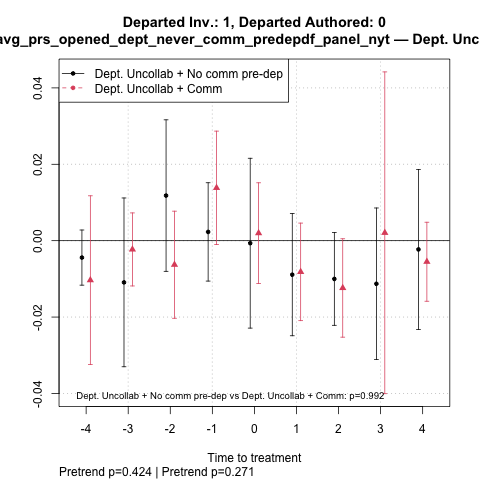 Departed Inv.: 1, Departed Authored: 0
avg_prs_opened_dept_never_comm_predepdf_panel_nyt — Dept. Unc
Dept. Uncollab + No comm pre-dep
Dept. Uncollab + Comm
0.04
0.02
0.00
-0.02
-0.04
Dept. Uncollab + No comm pre-dep vs Dept. Uncollab + Comm: p=0.992
-4 -3 -2 -1 0 1 2 3 4
Time to treatment
Pretrend p=0.424 | Pretrend p=0.271